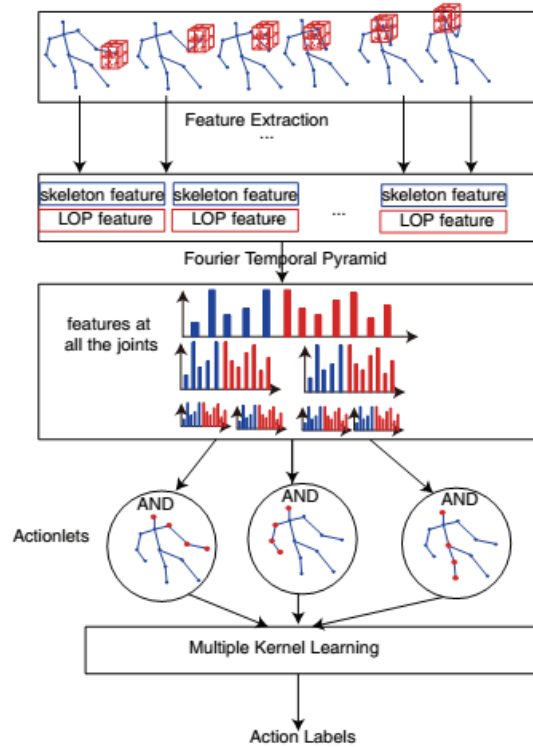 Feature Extraction
...
skeleton feature skeleton feature skeleton feature
LOP feature LOP feature ... LOP feature
Fourier Temporal Pyramid
features at
all the joints
AND AND AND
Actionlets
Multiple Kernel Learning
Action Labels